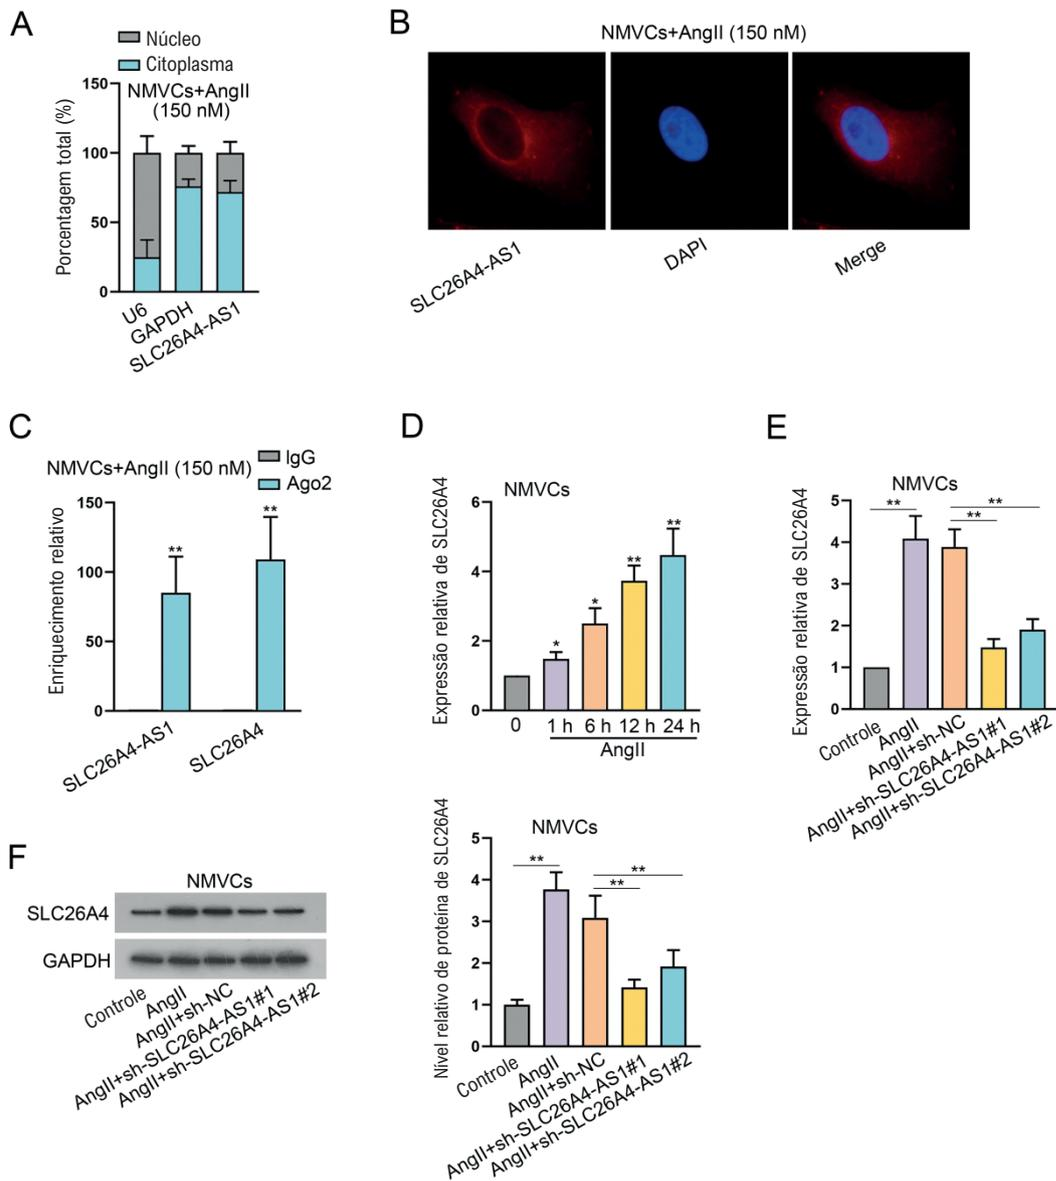 A
Núcleo
Citoplasma
NMVCs+AngII
(150 nM)
Porcentagem total (%)
150
100
50
0
U6
GAPDH
SLC26A4-AS1
B
NMVCs+AngII (150 nM)
SLC26A4-AS1
DAPI
Merge
C
NMVCs+AngII (150 nM)
IgG
Ago2
Enriquecimento relativo
150
100
50
0
**
**
SLC26A4-AS1
SLC26A4
D
NMVCs
Expressão relativa de SLC26A4
6
4
2
0
*
*
**
**
0
1 h
6 h
12 h
24 h
AngII
E
NMVCs
Expressão relativa de SLC26A4
5
4
3
2
1
0
**
**
**
Controle
AngII
AngII+sh-NC
AngII+sh-SLC26A4-AS1#1
AngII+sh-SLC26A4-AS1#2
F
NMVCs
SLC26A4
GAPDH
Controle
AngII
AngII+sh-NC
AngII+sh-SLC26A4-AS1#1
AngII+sh-SLC26A4-AS1#2
NMVCs
Nivel relativo de proteína de SLC26A4
5
4
3
2
1
0
**
**
**
Controle
AngII
AngII+sh-NC
AngII+sh-SLC26A4-AS1#1
AngII+sh-SLC26A4-AS1#2